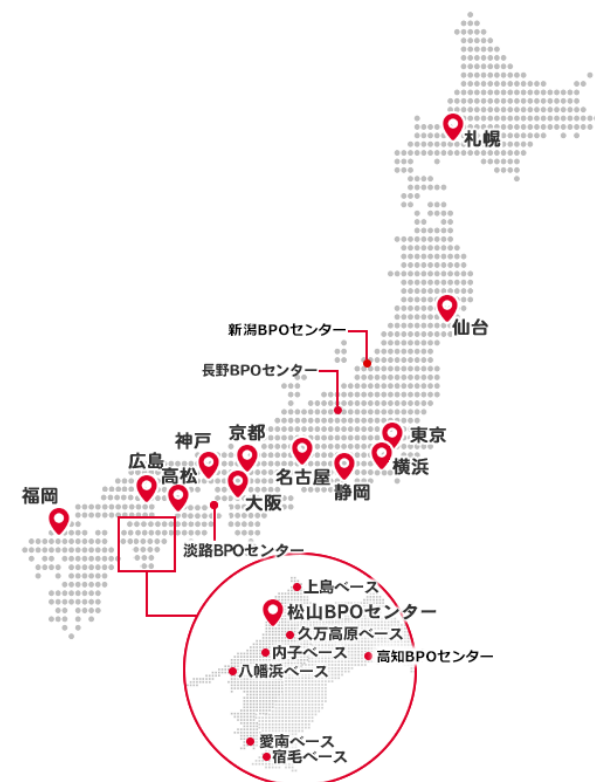 札幌
仙台
新潟BPOセンター
長野BPOセンター
東京
横浜
静岡
名古屋
京都
神戸
大阪
広島
高松
福岡
淡路BPOセンター
上島ベース
松山BPOセンター
久万高原ベース
内子ベース
高知BPOセンター
八幡浜ベース
愛南ベース
宿毛ベース